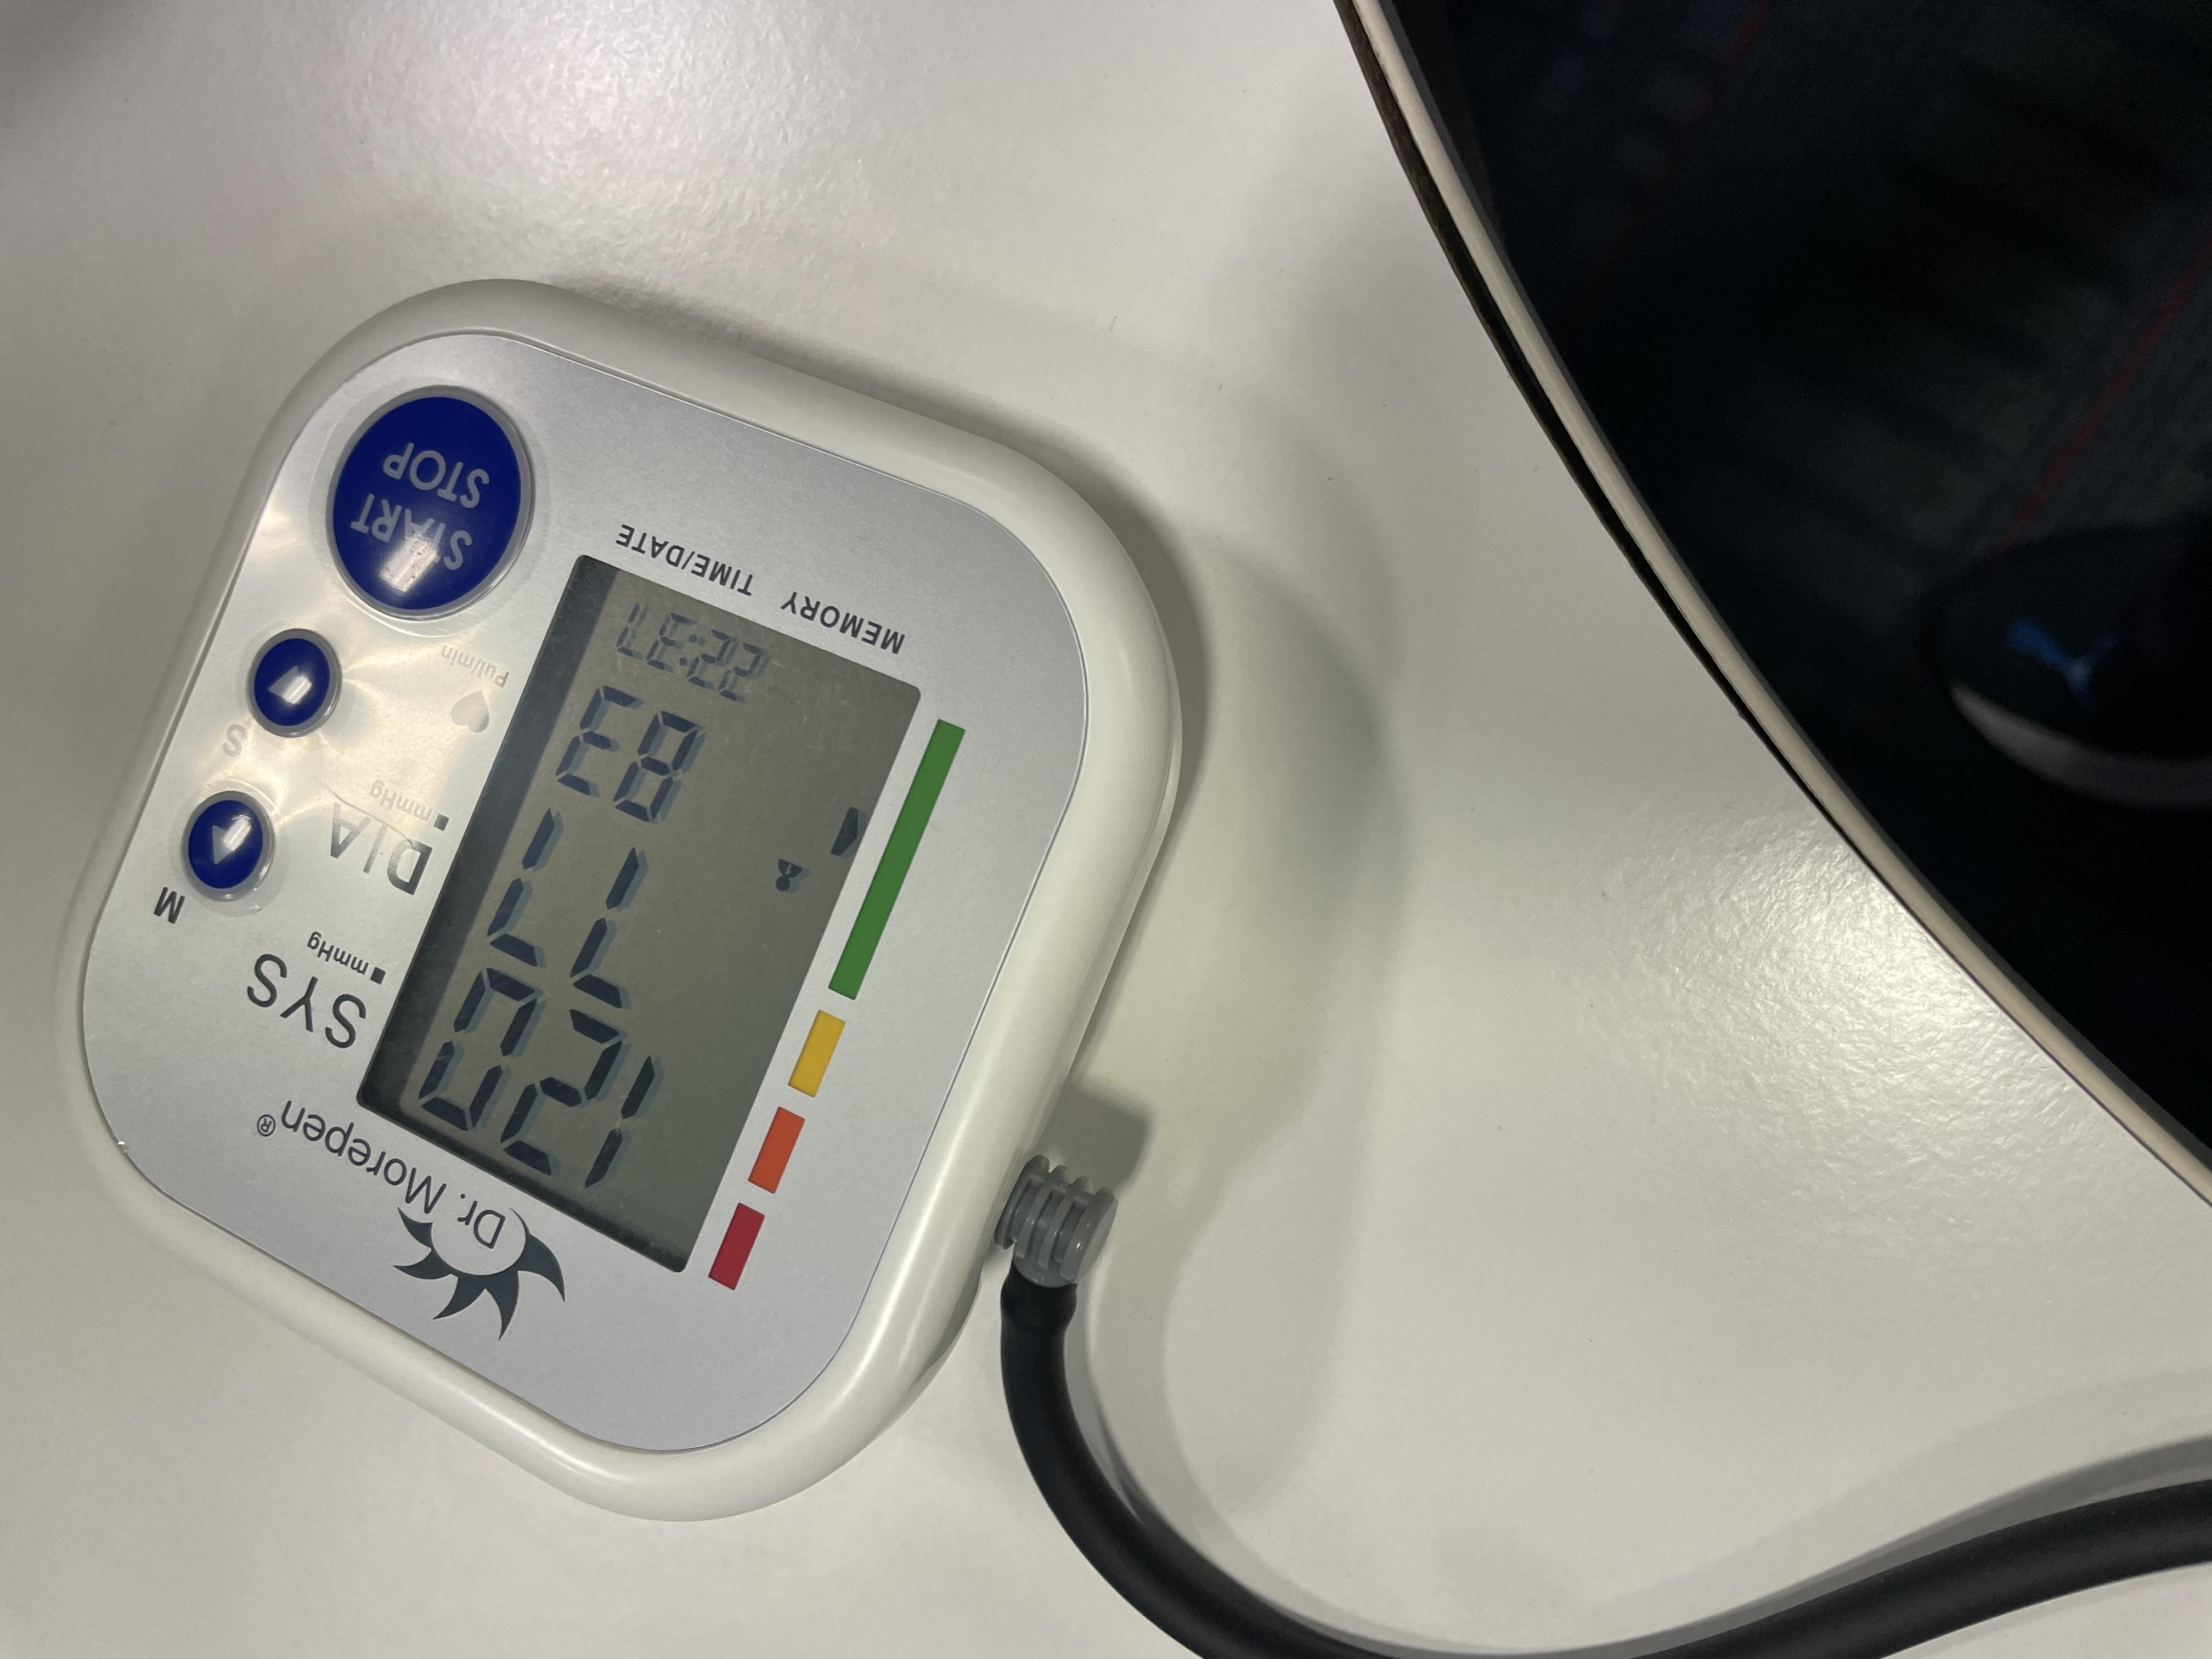 Dr. Morepen®
120
SYS
mmHg
77
DIA
mmHg
83
Pul/min
22:37
MEMORY TIME/DATE
M
S
START
STOP